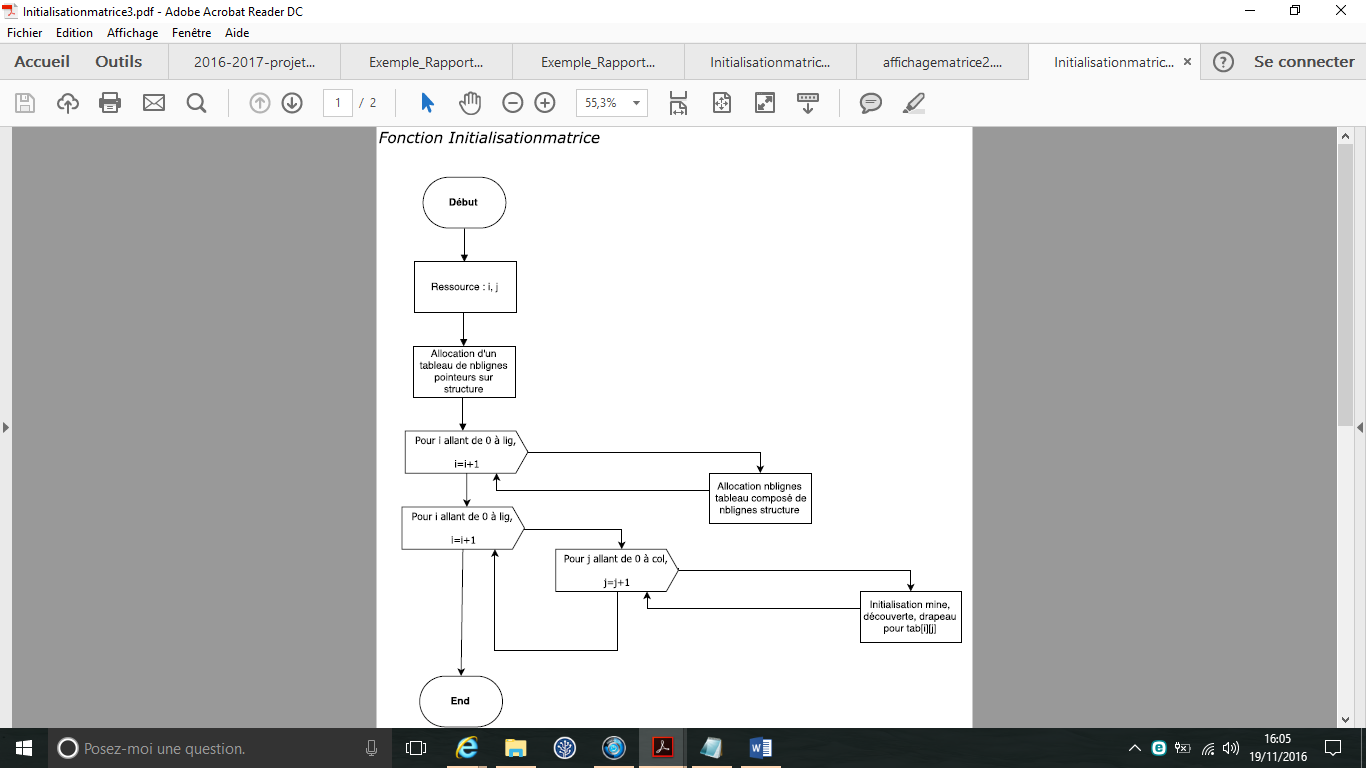 Initialisationmatrice3.pdf - Adobe Acrobat Reader DC
Fichier Edition Affichage Fenêtre Aide
Accueil Outils 2016-2017-projet... Exemple_Rapport... Exemple_Rapport... Initialisationmatric... affichagematrice2.... Initialisationmatric... × ? Se connecter
1 / 2 55,3%
Fonction Initialisationmatrice
Début
Ressource : i, j
Allocation d'un
tableau de nblignes
pointeurs sur
structure
Pour i allant de 0 à lig,
i=i+1
Allocation nblignes
tableau composé de
nblignes structure
Pour i allant de 0 à lig,
i=i+1
Pour j allant de 0 à col,
j=j+1
Initialisation mine,
découverte, drapeau
pour tab[i][j]
End
Posez-moi une question.
16:05
19/11/2016